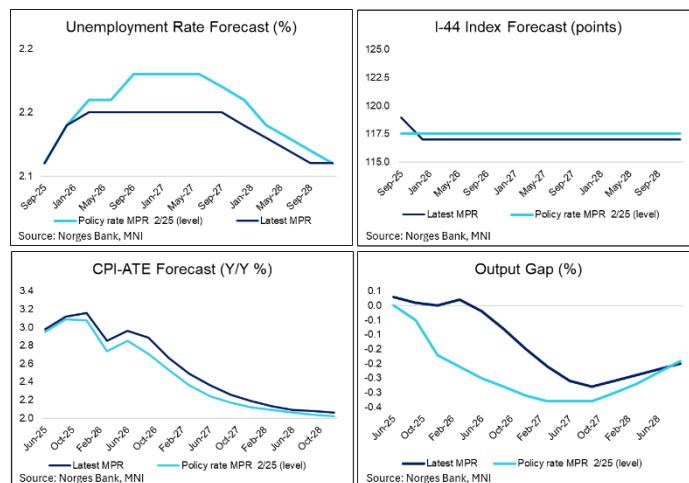 Unemployment Rate Forecast (%)
2.2
2.2
2.1
Sep-25
Jan-26
May-26
Sep-26
Jan-27
May-27
Sep-27
Jan-28
May-28
Sep-28
Policy rate MPR 2/25 (level)
Latest MPR
Source: Norges Bank, MNI
I-44 Index Forecast (points)
125.0
122.5
120.0
117.5
115.0
Sep-25
Jan-26
May-26
Sep-26
Jan-27
May-27
Sep-27
Jan-28
May-28
Sep-28
Latest MPR
Policy rate MPR 2/25 (level)
Source: Norges Bank, MNI
CPI-ATE Forecast (Y/Y %)
3.4
3.2
3.0
2.8
2.6
2.4
2.2
2.0
Jun-25
Oct-25
Feb-26
Jun-26
Oct-26
Feb-27
Jun-27
Oct-27
Feb-28
Jun-28
Oct-28
Latest MPR
Policy rate MPR 2/25 (level)
Source: Norges Bank, MNI
Output Gap (%)
0.1
0.0
-0.1
-0.1
-0.2
-0.2
-0.3
-0.3
-0.4
Jun-25
Oct-25
Feb-26
Jun-26
Oct-26
Feb-27
Jun-27
Oct-27
Feb-28
Jun-28
Latest MPR
Policy rate MPR 2/25 (level)
Source: Norges Bank, MNI